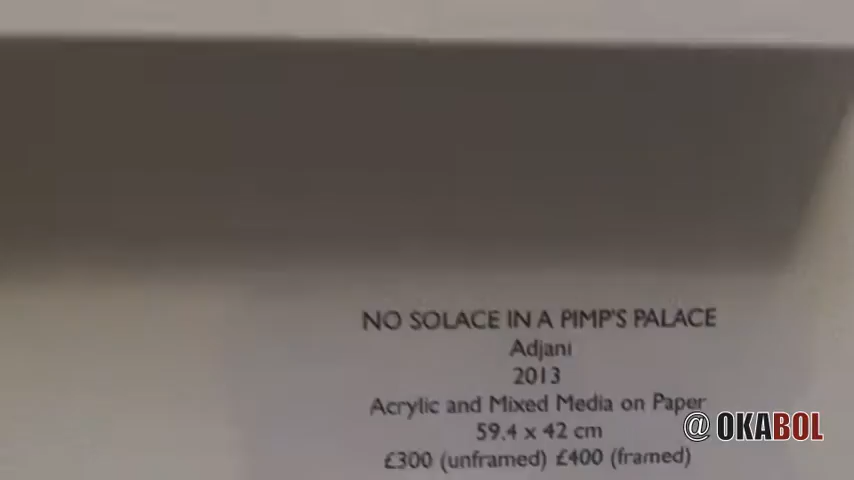 NO SOLACE IN A PIMP'S PALACE
Adjani
2013
Acrylic and Mixed Media on Paper
59.4 x 42 cm
£300 (unframed) £400 (framed)
@ OKABOL